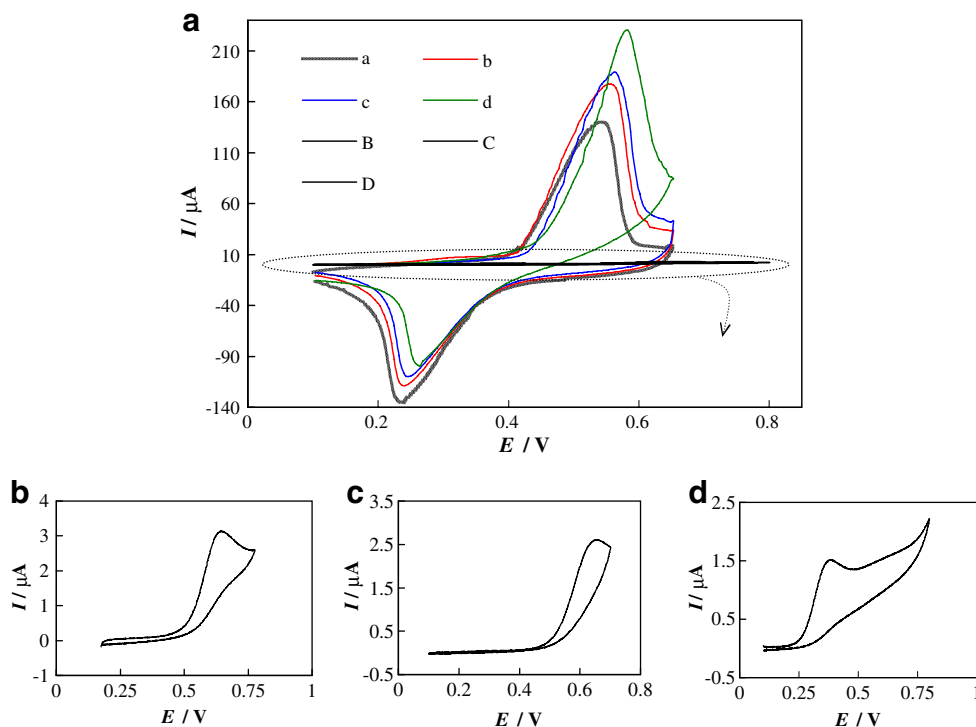 a
210
160
110
60
10
-40
-90
-140
I / µA
a b
c d
B C
D
0 0.2 0.4 0.6 0.8
E / V
b
4
3
2
1
0
-1
I / µA
0 0.25 0.5 0.75 1
E / V
c
3.5
2.5
1.5
0.5
-0.5
I / µA
0 0.2 0.4 0.6 0.8
E / V
d
2.5
1.5
0.5
-0.5
I / µA
0 0.25 0.50 0.75 1
E / V